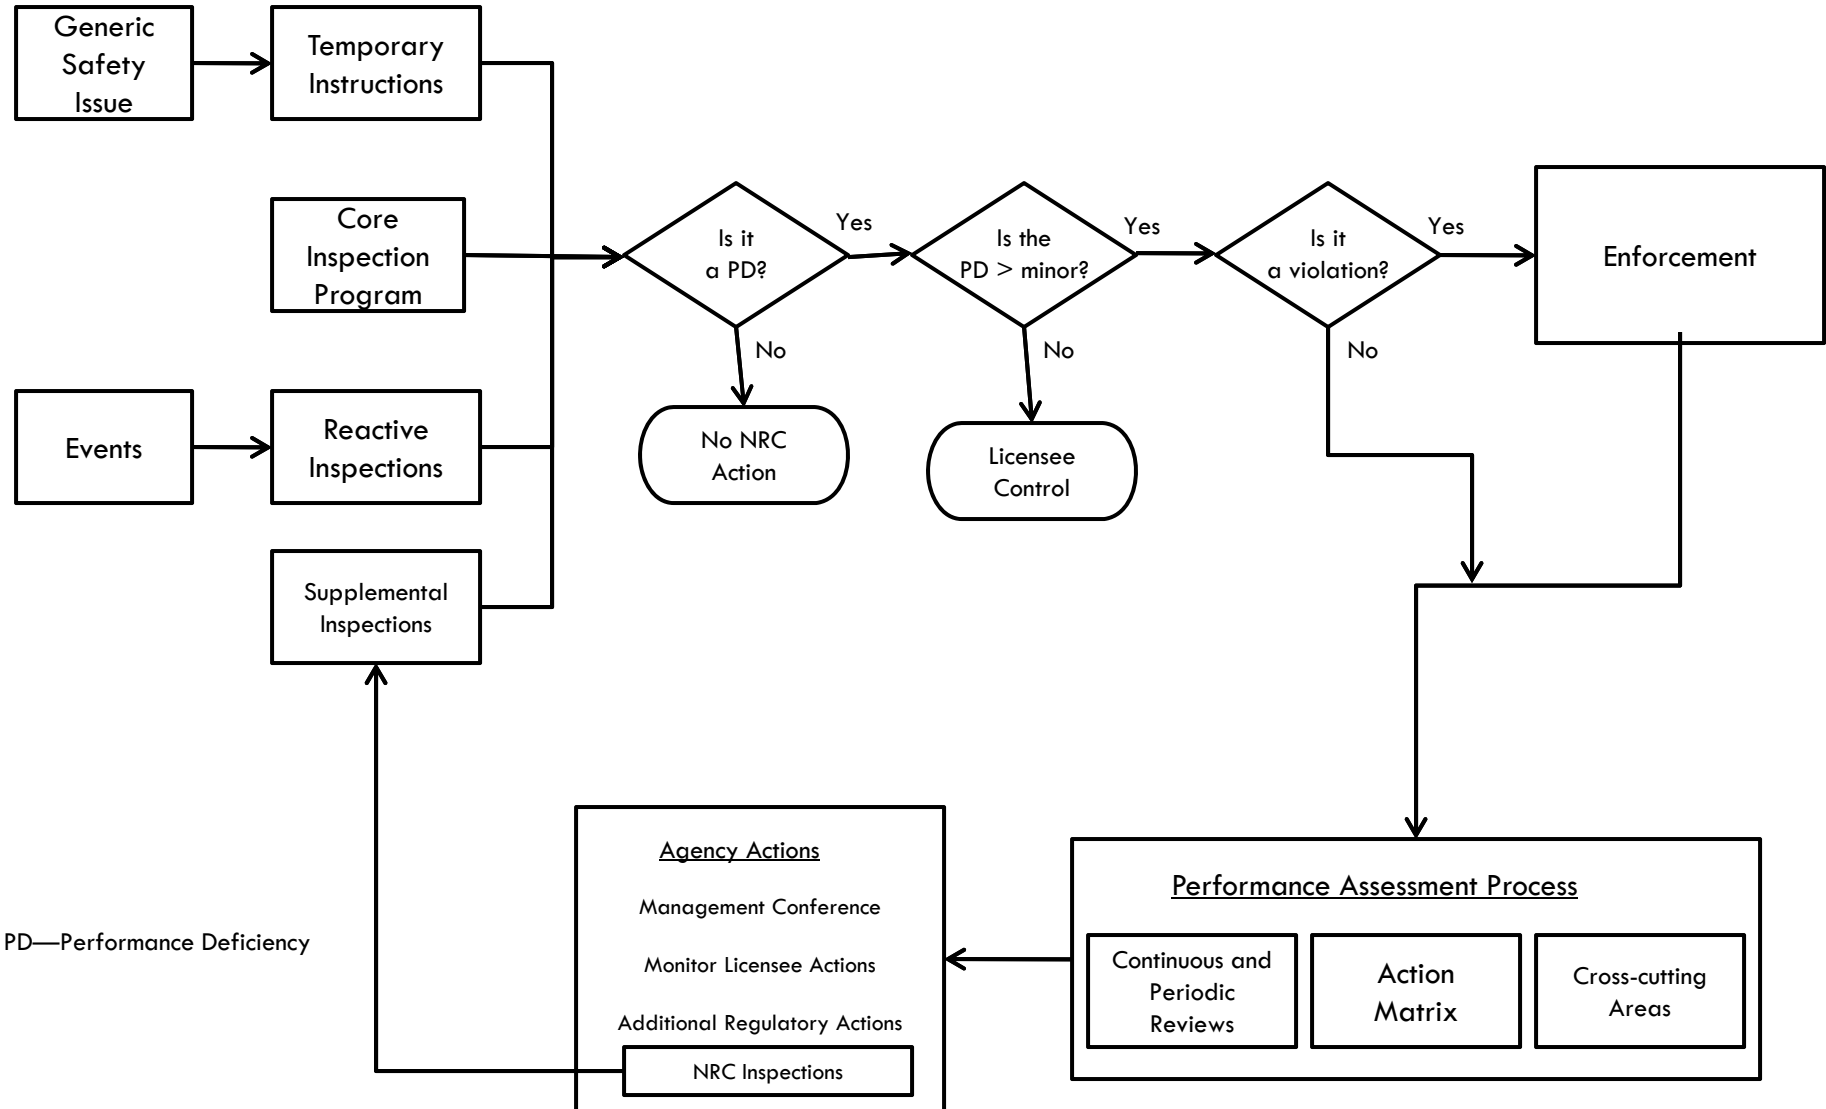 Generic
Safety
Issue
Temporary
Instructions
Core
Inspection
Program
Events
Reactive
Inspections
Supplemental
Inspections
Is it
a PD?
Yes
No
No NRC
Action
Is the
PD > minor?
Yes
No
Licensee
Control
Is it
a violation?
Yes
No
Enforcement
Performance Assessment Process
Continuous and
Periodic
Reviews
Action
Matrix
Cross-cutting
Areas
Agency Actions
Management Conference
Monitor Licensee Actions
Additional Regulatory Actions
NRC Inspections
PD—Performance Deficiency